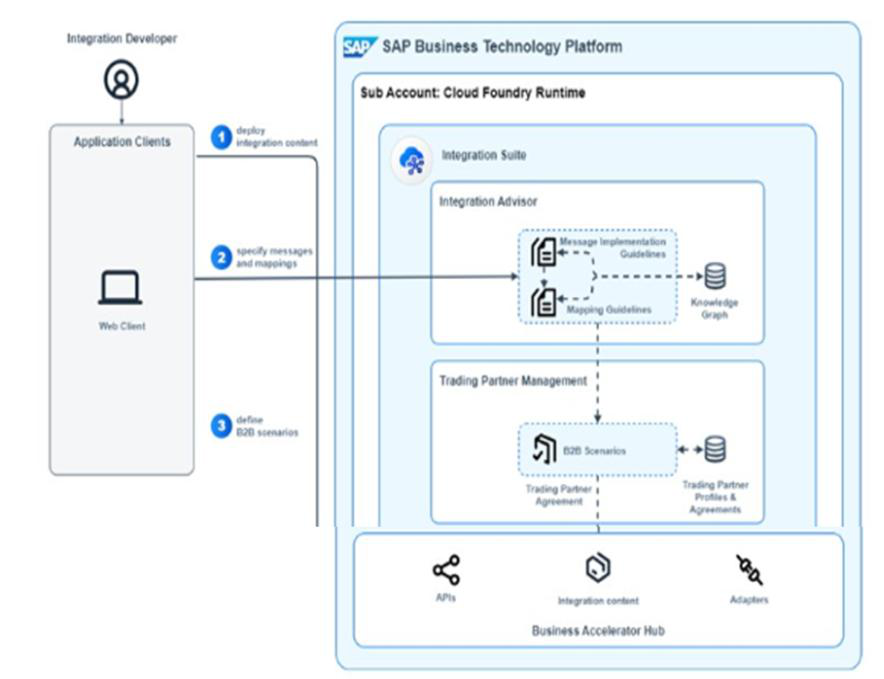 Integration Developer
SAP SAP Business Technology Platform
Sub Account: Cloud Foundry Runtime
Application Clients
1 deploy
integration content
Integration Suite
Integration Advisor
2 specify messages
and mappings
Message Implementation
Guidelines
Mapping Guidelines
Knowledge
Graph
Web Client
Trading Partner Management
3 define
B2B scenarios
B2B Scenarios
Trading Partner
Agreement
Trading Partner
Profiles &
Agreements
APIs
Integration content
Adapters
Business Accelerator Hub